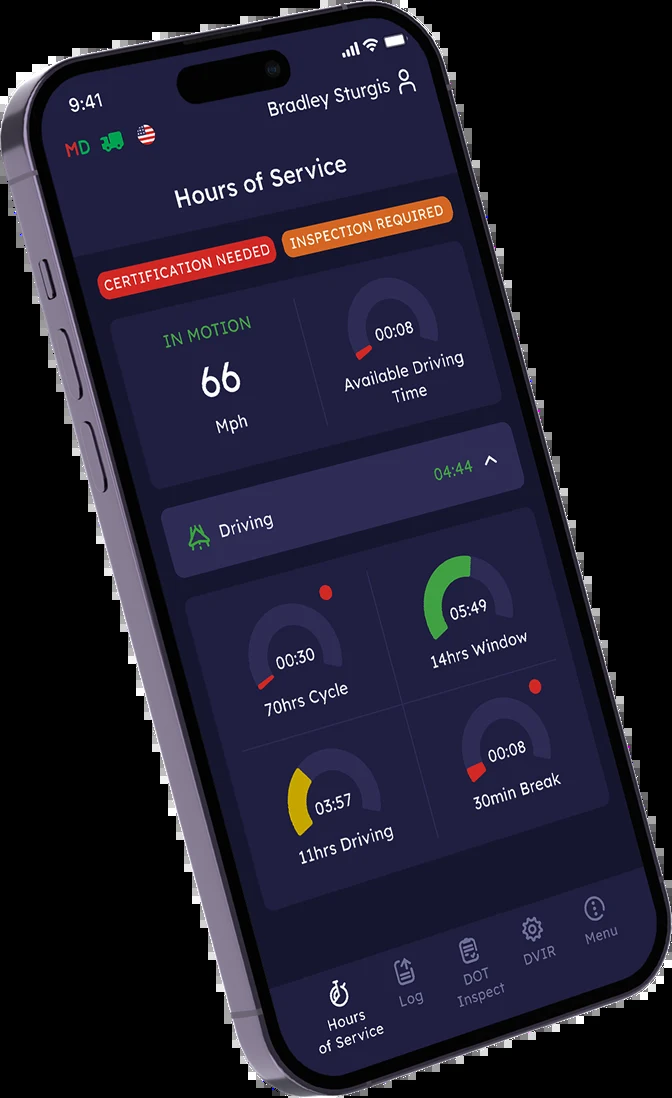 9:41
Bradley Sturgis
MD
Hours of Service
CERTIFICATION NEEDED
INSPECTION REQUIRED
IN MOTION
66
Mph
00:08
Available Driving
Time
Driving
04:44
00:30
70hrs Cycle
05:49
14hrs Window
03:57
11hrs Driving
00:08
30min Break
Hours
of Service
Log
DOT
Inspect
DVIR
Menu